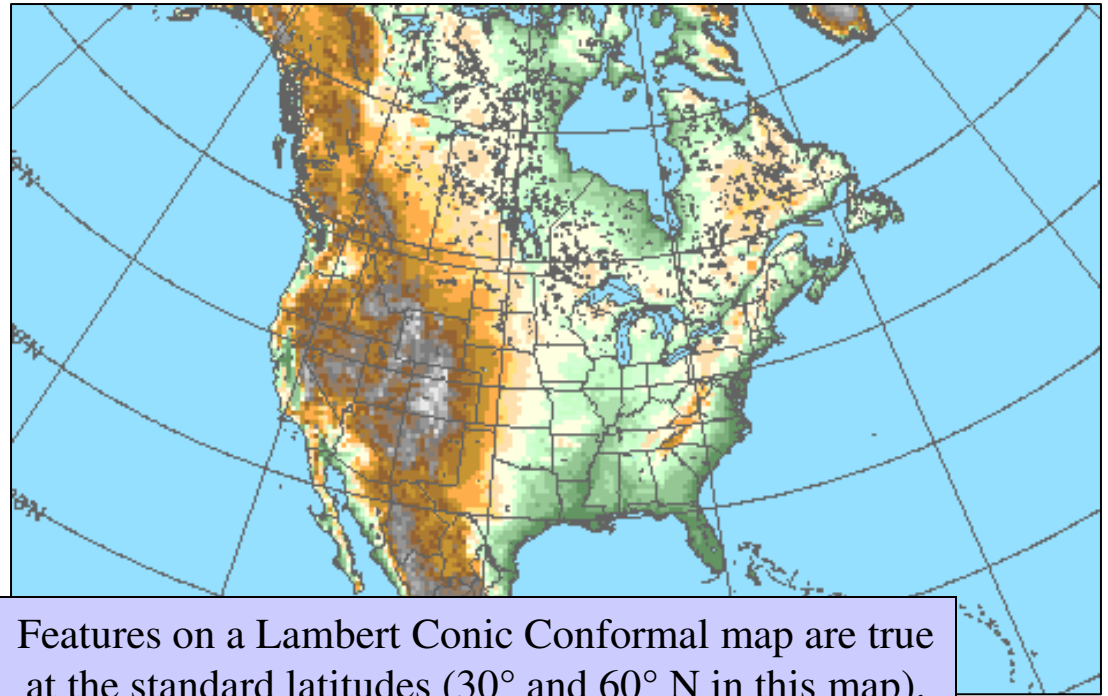 Features on a Lambert Conic Conformal map are true
at the standard latitudes (30° and 60° N in this map).